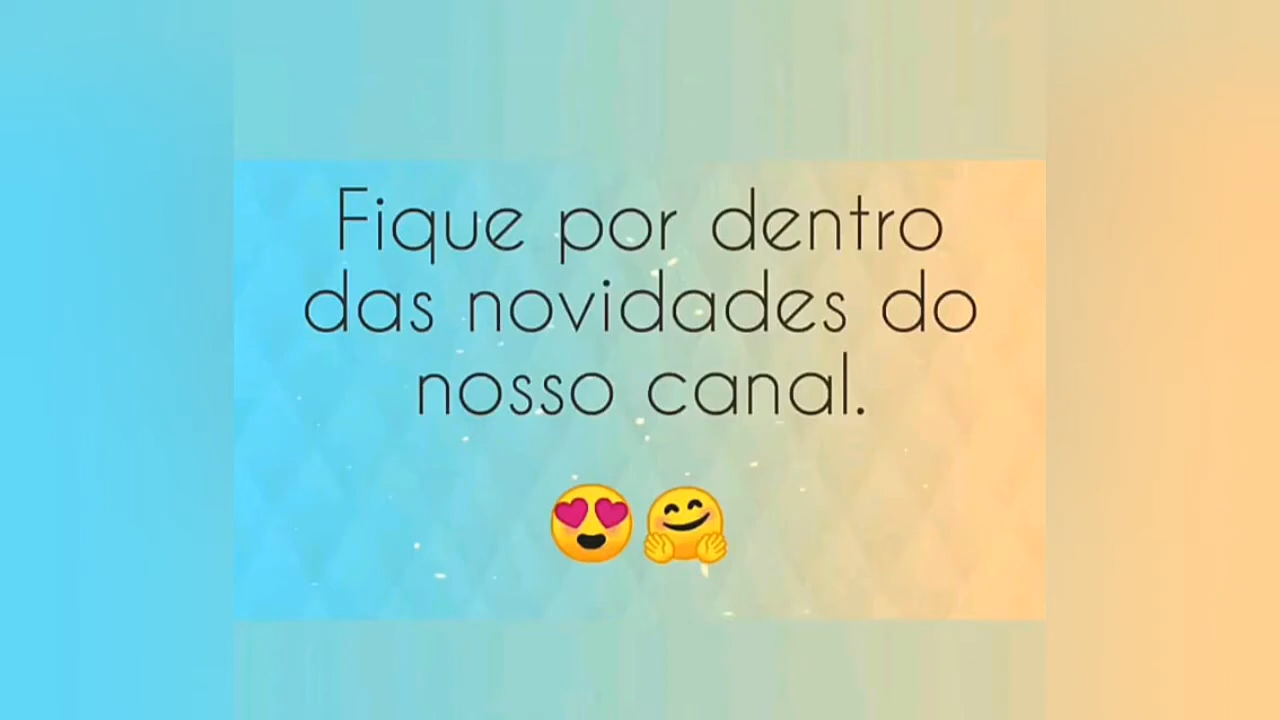 Fique por dentro
das novidades do
nosso canal.
😍🤗